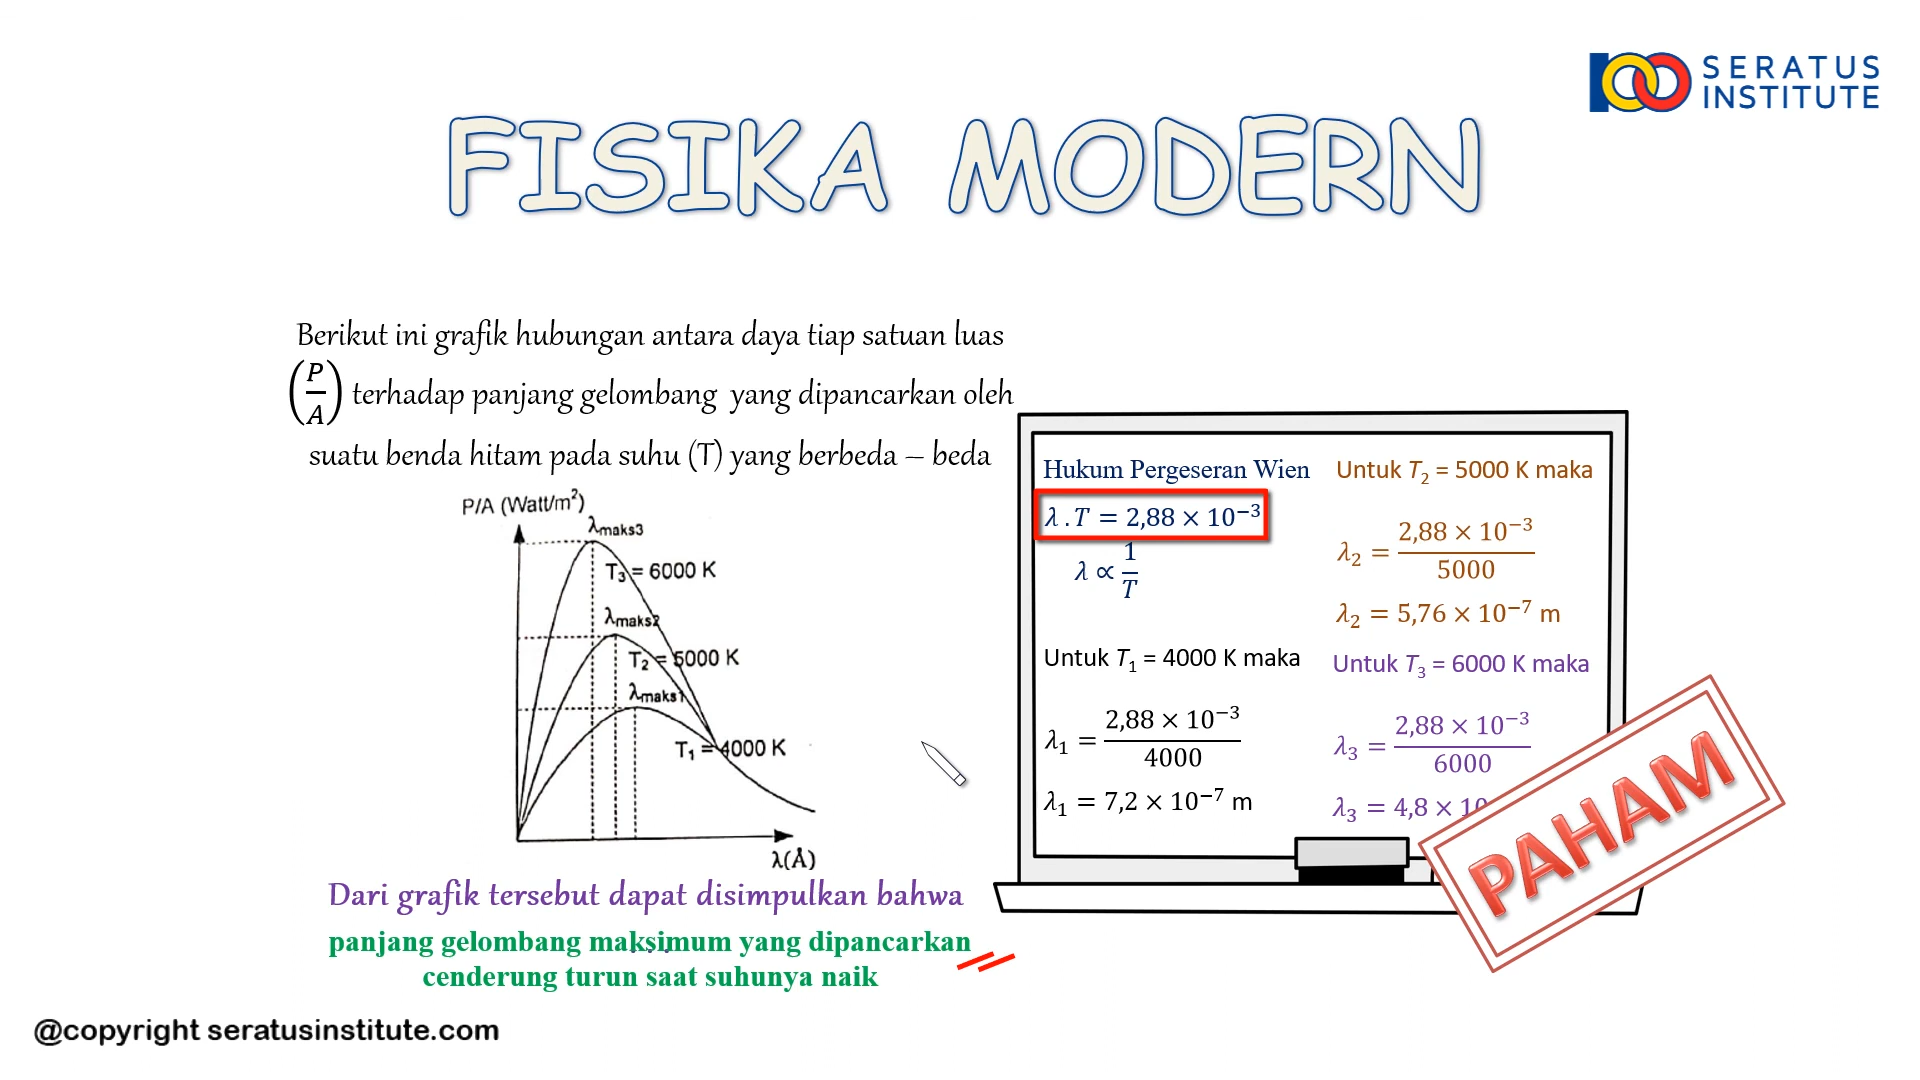 SERATUS
INSTITUTE
FISIKA MODERN
Berikut ini grafik hubungan antara daya tiap satuan luas
(P/A) terhadap panjang gelombang yang dipancarkan oleh
suatu benda hitam pada suhu (T) yang berbeda – beda
P/A (Watt/m²)
λmaks3
T₃ = 6000 K
λmaks2
T₂ = 5000 K
λmaks1
T₁ = 4000 K
λ(Å)
Dari grafik tersebut dapat disimpulkan bahwa
panjang gelombang maksimum yang dipancarkan
cenderung turun saat suhunya naik
Hukum Pergeseran Wien
λ . T = 2,88 × 10⁻³
λ ∝ 1/T
Untuk T₁ = 4000 K maka
λ₁ = 2,88 × 10⁻³/4000
λ₁ = 7,2 × 10⁻⁷ m
Untuk T₂ = 5000 K maka
λ₂ = 2,88 × 10⁻³/5000
λ₂ = 5,76 × 10⁻⁷ m
Untuk T₃ = 6000 K maka
λ₃ = 2,88 × 10⁻³/6000
λ₃ = 4,8 × 10
PAHAM
@copyright seratusinstitute.com